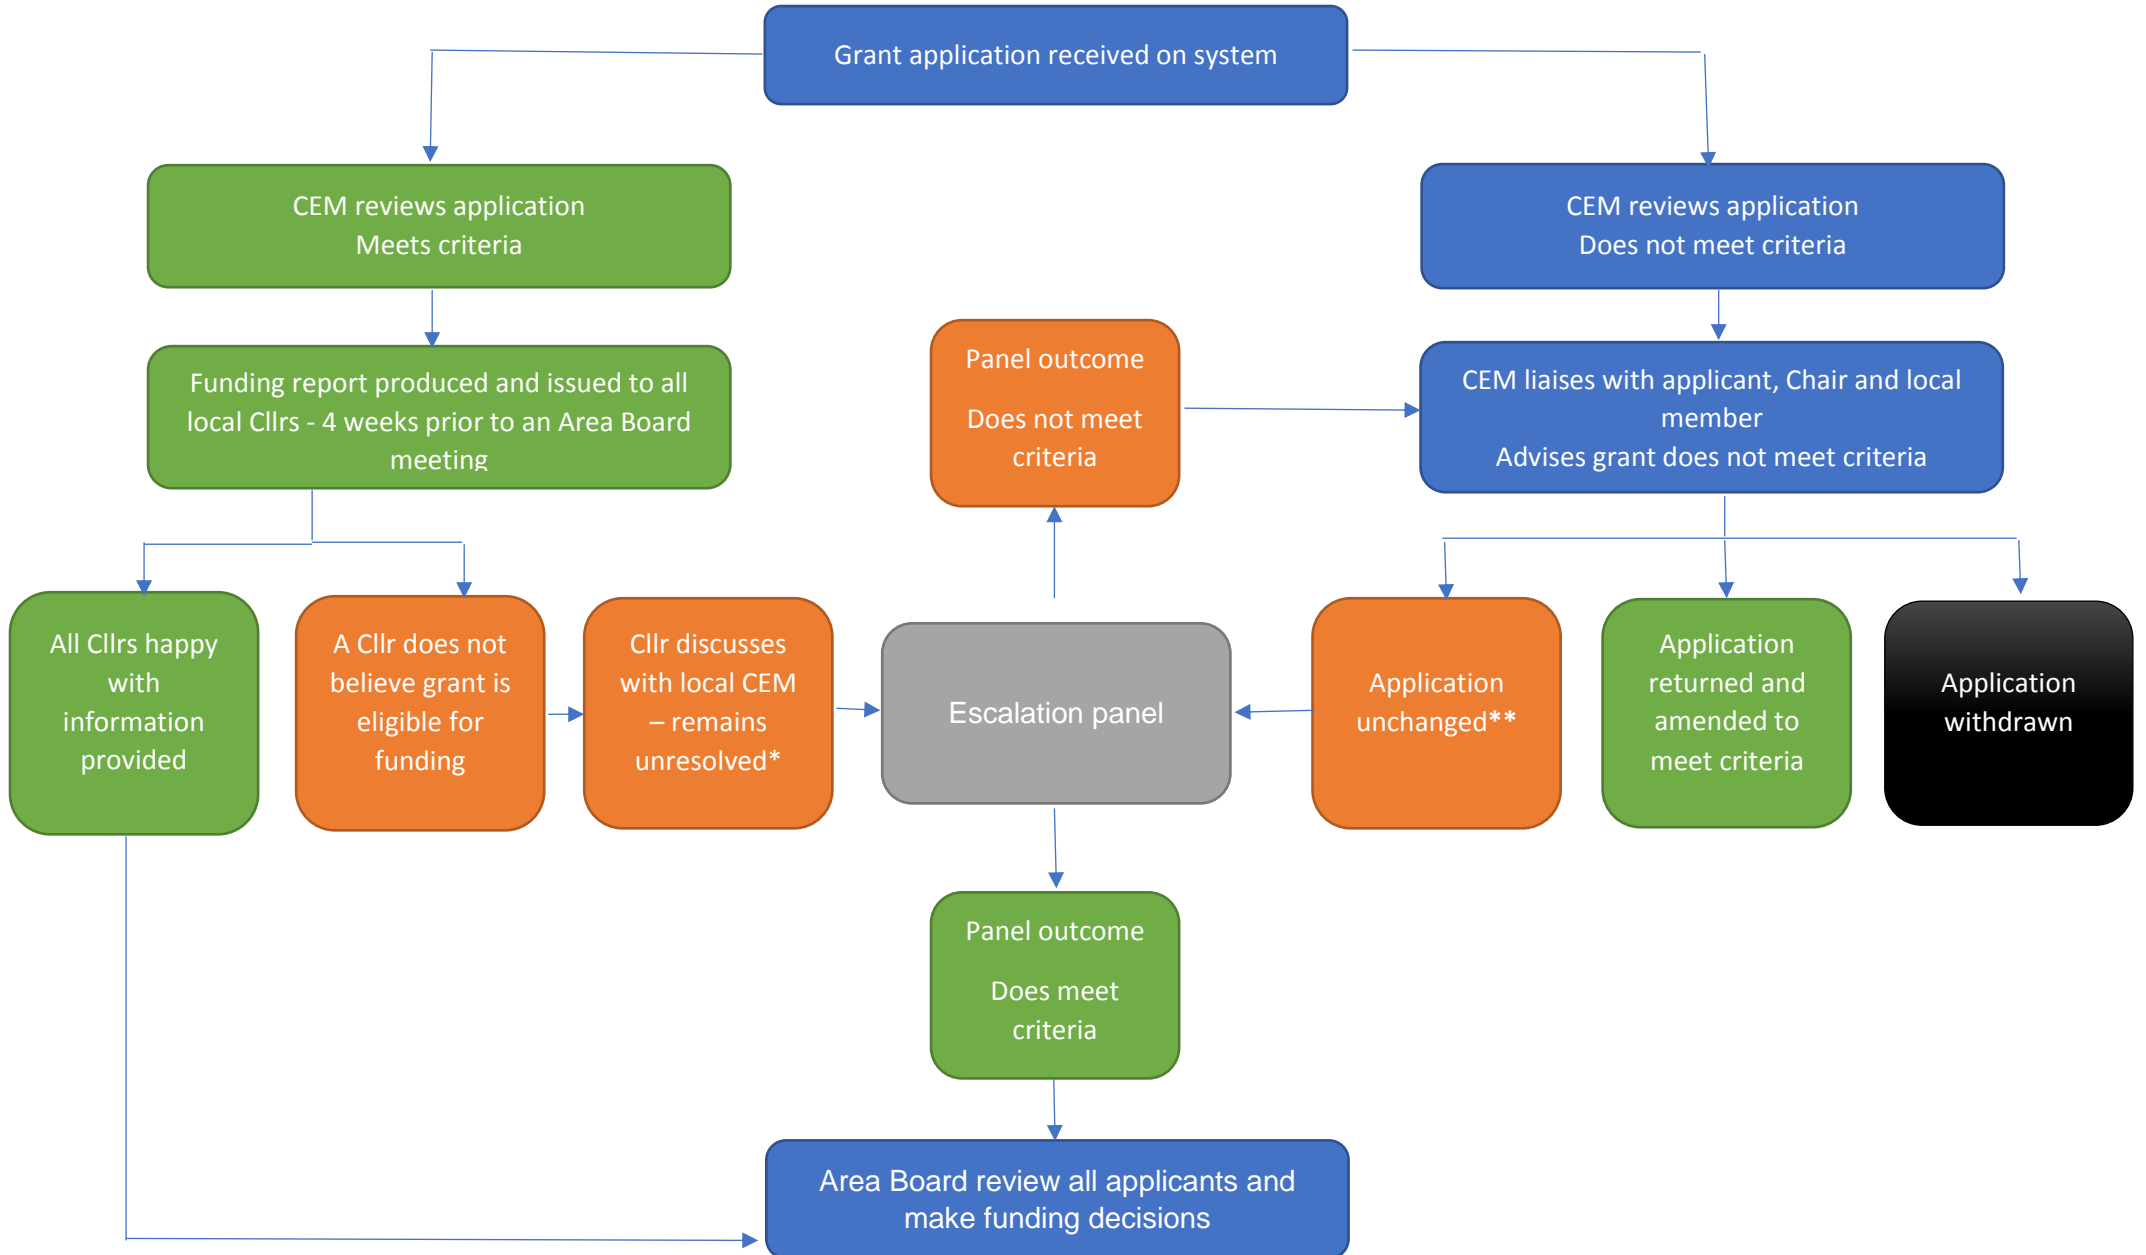 Grant application received on system
CEM reviews application
Meets criteria
CEM reviews application
Does not meet criteria
Funding report produced and issued to all
local Cllrs - 4 weeks prior to an Area Board
meeting
Panel outcome
Does not meet
criteria
CEM liaises with applicant, Chair and local
member
Advises grant does not meet criteria
All Cllrs happy
with
information
provided
A Cllr does not
believe grant is
eligible for
funding
Cllr discusses
with local CEM
– remains
unresolved*
Escalation panel
Application
unchanged**
Application
returned and
amended to
meet criteria
Application
withdrawn
Panel outcome
Does meet
criteria
Area Board review all applicants and
make funding decisions